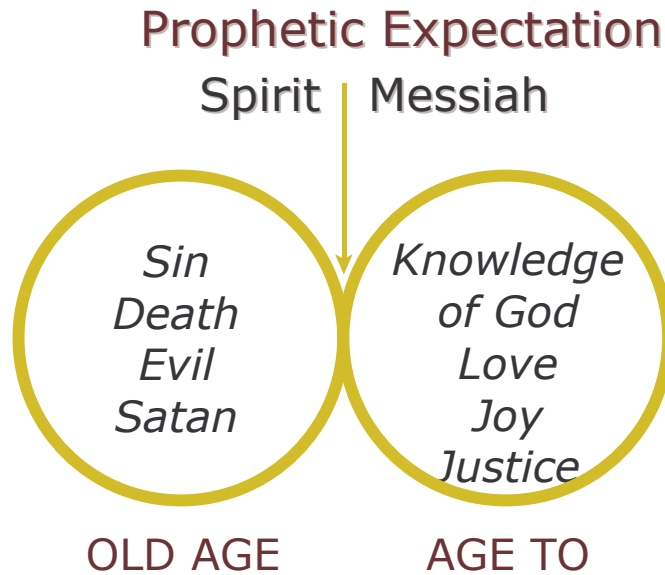 Prophetic Expectation
Spirit Messiah
Sin
Death
Evil
Satan
Knowledge
of God
Love
Joy
Justice
OLD AGE
AGE TO